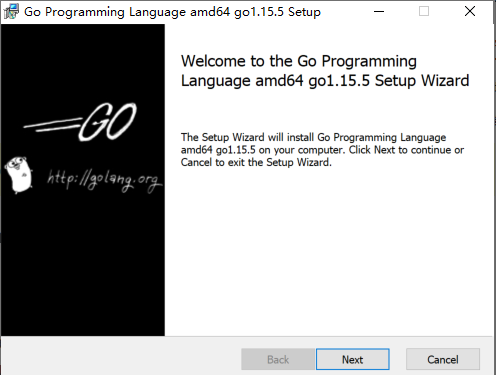 Go Programming Language amd64 go1.15.5 Setup
Welcome to the Go Programming
Language amd64 go1.15.5 Setup Wizard
The Setup Wizard will install Go Programming Language
amd64 go1.15.5 on your computer. Click Next to continue or
Cancel to exit the Setup Wizard.
GO
http://golang.org
Back
Next
Cancel